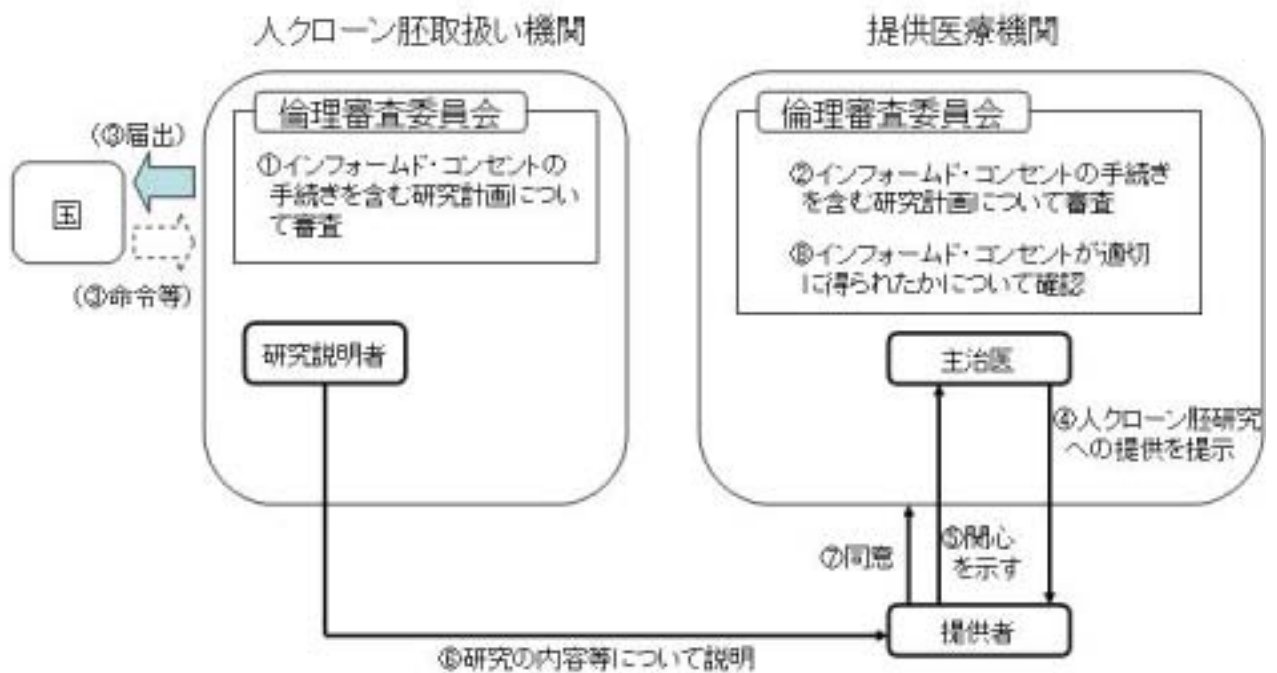 人クローン胚取扱い機関
提供医療機関
倫理審査委員会
①インフォームド・コンセントの
手続きを含む研究計画につい
て審査
(③届出)
国
(③命令等)
研究説明者
倫理審査委員会
②インフォームド・コンセントの手続き
を含む研究計画について審査
⑧インフォームド・コンセントが適切
に得られたかについて確認
主治医
④人クローン胚研究
への提供を提示
⑦同意
⑤関心
を示す
提供者
⑥研究の内容等について説明